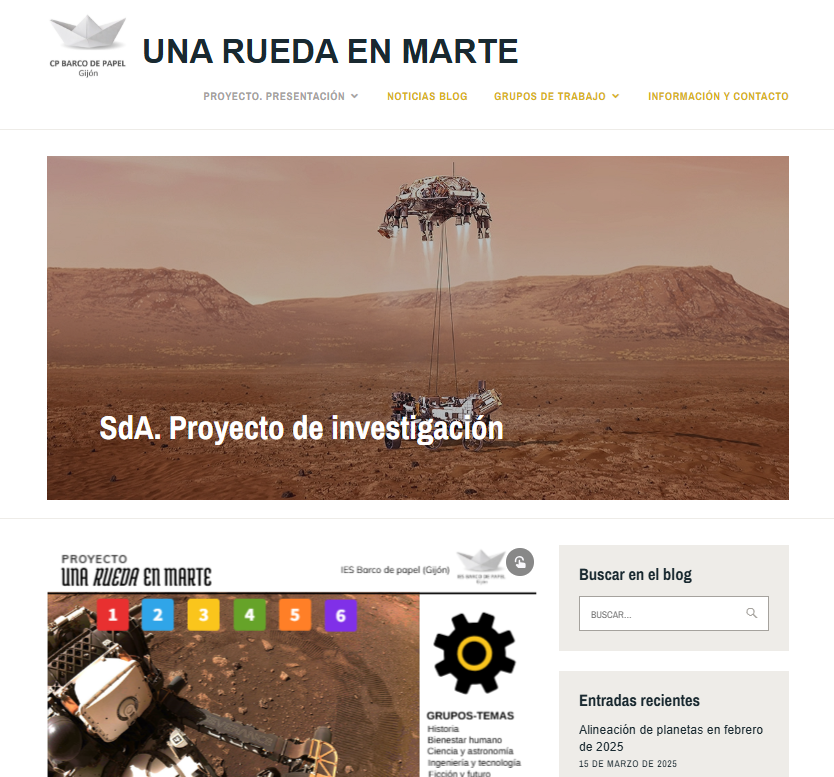 CP BARCO DE PAPEL
Gijón
UNA RUEDA EN MARTE
PROYECTO. PRESENTACIÓN
NOTICIAS BLOG
GRUPOS DE TRABAJO
INFORMACIÓN Y CONTACTO
SdA. Proyecto de investigación
PROYECTO
UNA RUEDA EN MARTE
IES Barco de papel (Gijón)
1 2 3 4 5 6
GRUPOS-TEMAS
Historia
Bienestar humano
Ciencia y astronomía
Ingeniería y tecnología
Ficción y futuro
Buscar en el blog
BUSCAR...
Entradas recientes
Alineación de planetas en febrero
de 2025
15 DE MARZO DE 2025